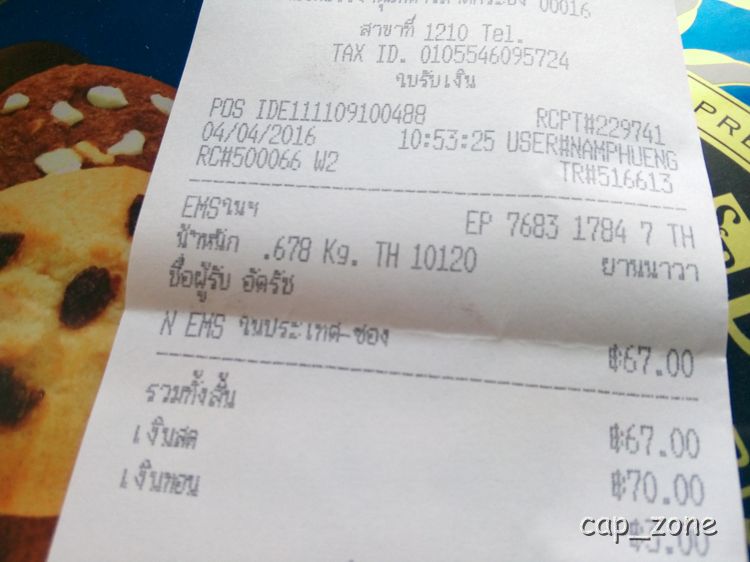 00016
สาขาที่ 1210 Tel.
TAX ID. 0105546095724
ใบรับเงิน
POS IDE111109100488 RCPT#229741
04/04/2016 10:53:25 USER#NAMPHUENG
RC#500066 W2 TR#516613
EMSในฯ EP 7683 1784 7 TH
น้ำหนัก .678 Kg. TH 10120 ยานนาวา
ชื่อผู้รับ อัครัช
N EMS ในประเทศ-ซอง ฿67.00
รวมทั้งสิ้น ฿67.00
เงินสด ฿70.00
เงินทอน ฿3.00
cap_zone
PRE